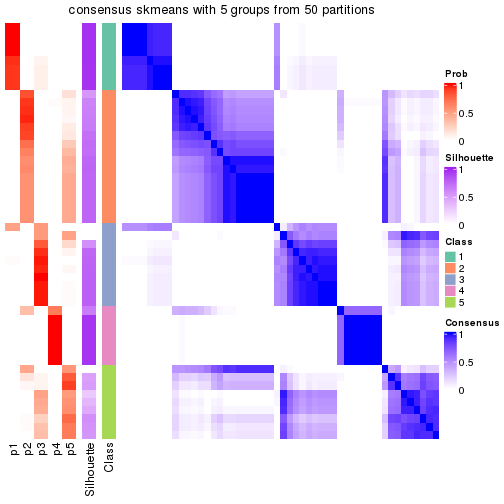 consensus skmeans with 5 groups from 50 partitions
Prob
1
0.5
0
Silhouette
1
0.5
0
Class
1
2
3
4
5
Consensus
1
0.5
0
p1
p2
p3
p4
p5
Silhouette
Class